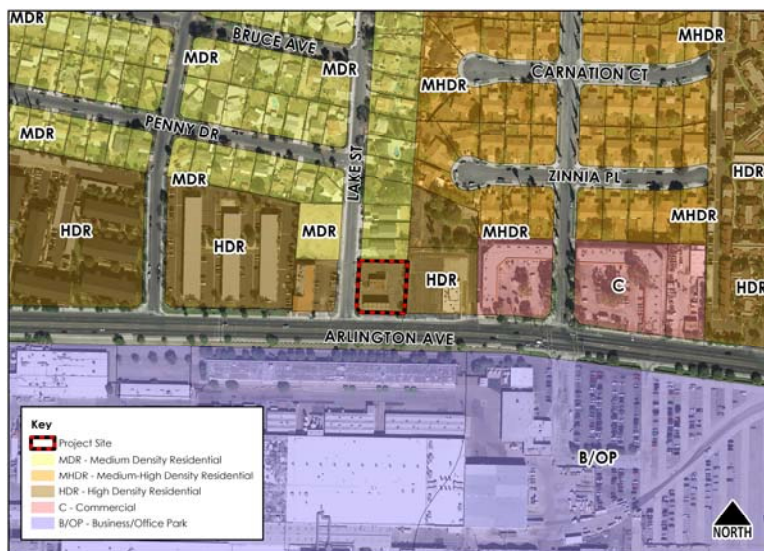 MDR
BRUCE AVE
MDR
MDR
MHDR
MHDR
CARNATION CT
PENNY DR
MDR
LAKE ST
MDR
ZINNIA PL
HDR
HDR
HDR
MDR
MHDR
MHDR
HDR
C
HDR
ARLINGTON AVE
B/OP
Key
Project Site
MDR - Medium Density Residential
MHDR - Medium-High Density Residential
HDR - High Density Residential
C - Commercial
B/OP - Business/Office Park
NORTH